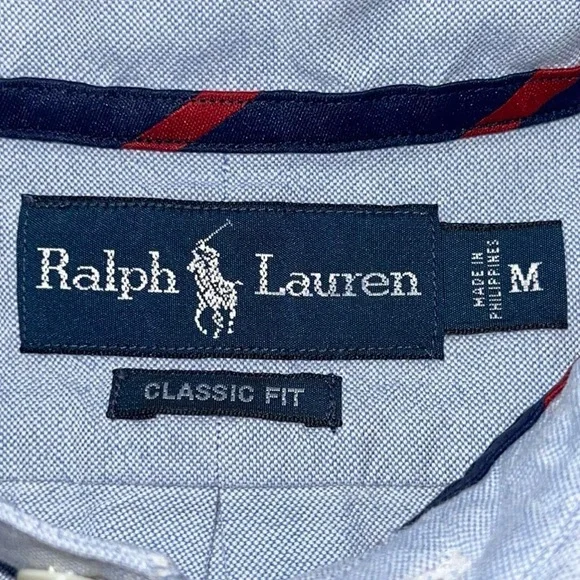 Ralph Lauren
MADE IN
PHILIPPINES
M
CLASSIC FIT